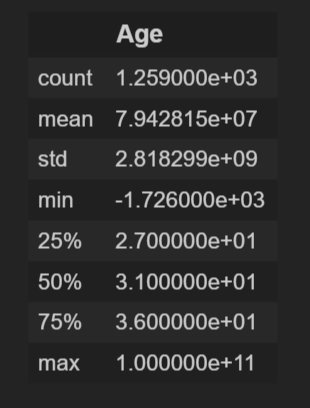 Age
count 1.259000e+03
mean 7.942815e+07
std 2.818299e+09
min -1.726000e+03
25% 2.700000e+01
50% 3.100000e+01
75% 3.600000e+01
max 1.000000e+11